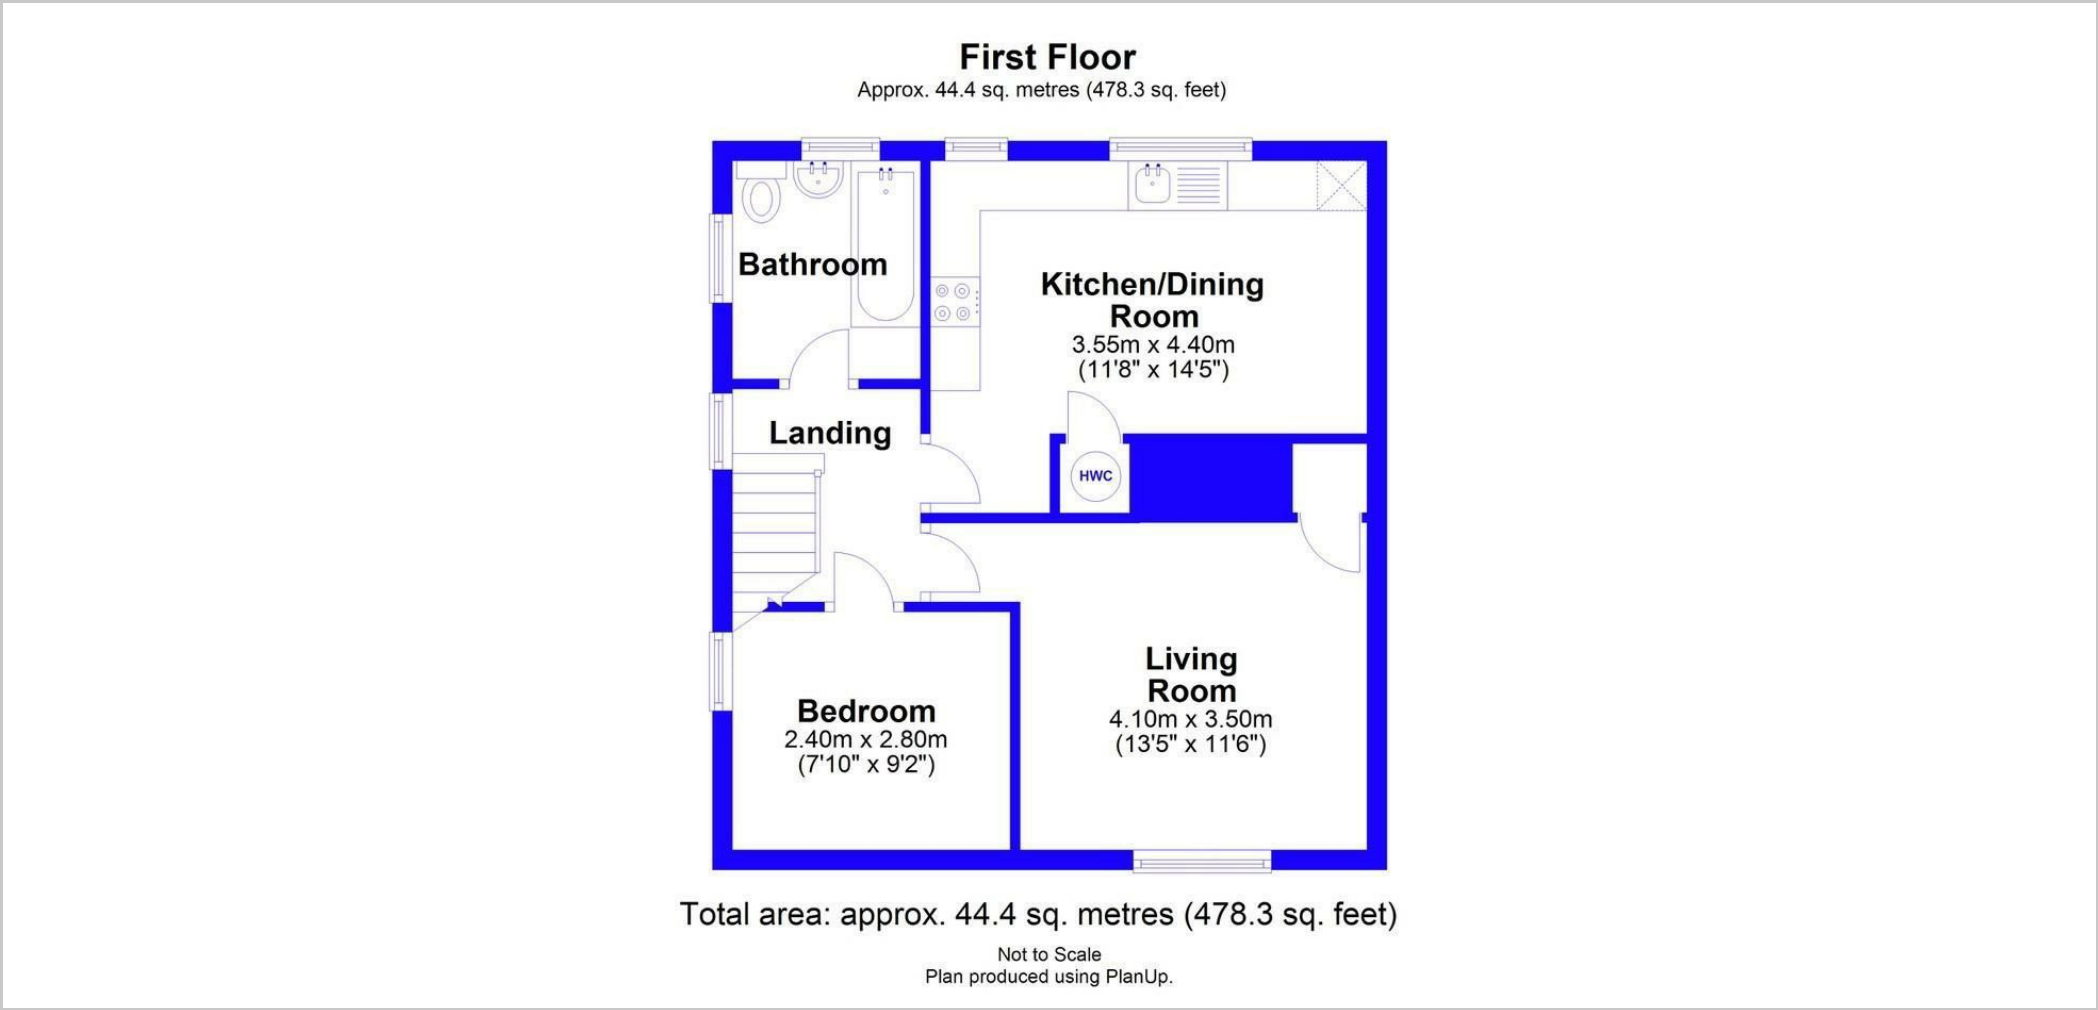 First Floor
Approx. 44.4 sq. metres (478.3 sq. feet)
Bathroom
Kitchen/Dining
Room
3.55m x 4.40m
(11'8" x 14'5")
Landing
HWC
Living
Room
4.10m x 3.50m
(13'5" x 11'6")
Bedroom
2.40m x 2.80m
(7'10" x 9'2")
Total area: approx. 44.4 sq. metres (478.3 sq. feet)
Not to Scale
Plan produced using PlanUp.